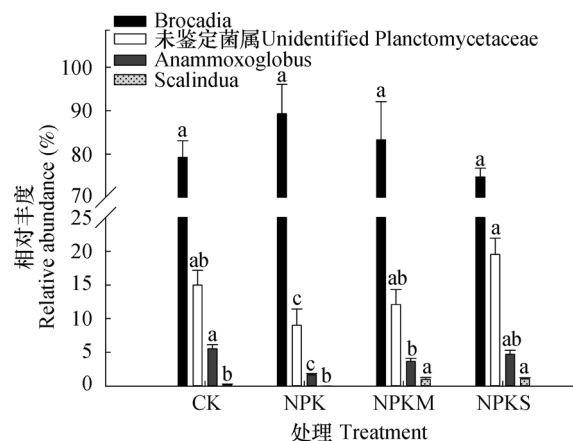 Brocadia
未鉴定菌属Unidentified Planctomycetaceae
Anammoxoglobus
Scalindua
相对丰度
Relative abundance (%)
100
90
80
70
25
20
15
10
5
0
a
a
a
a
ab
c
ab
a
a
c
b
ab
b
b
a
a
CK
NPK
NPKM
NPKS
处理 Treatment